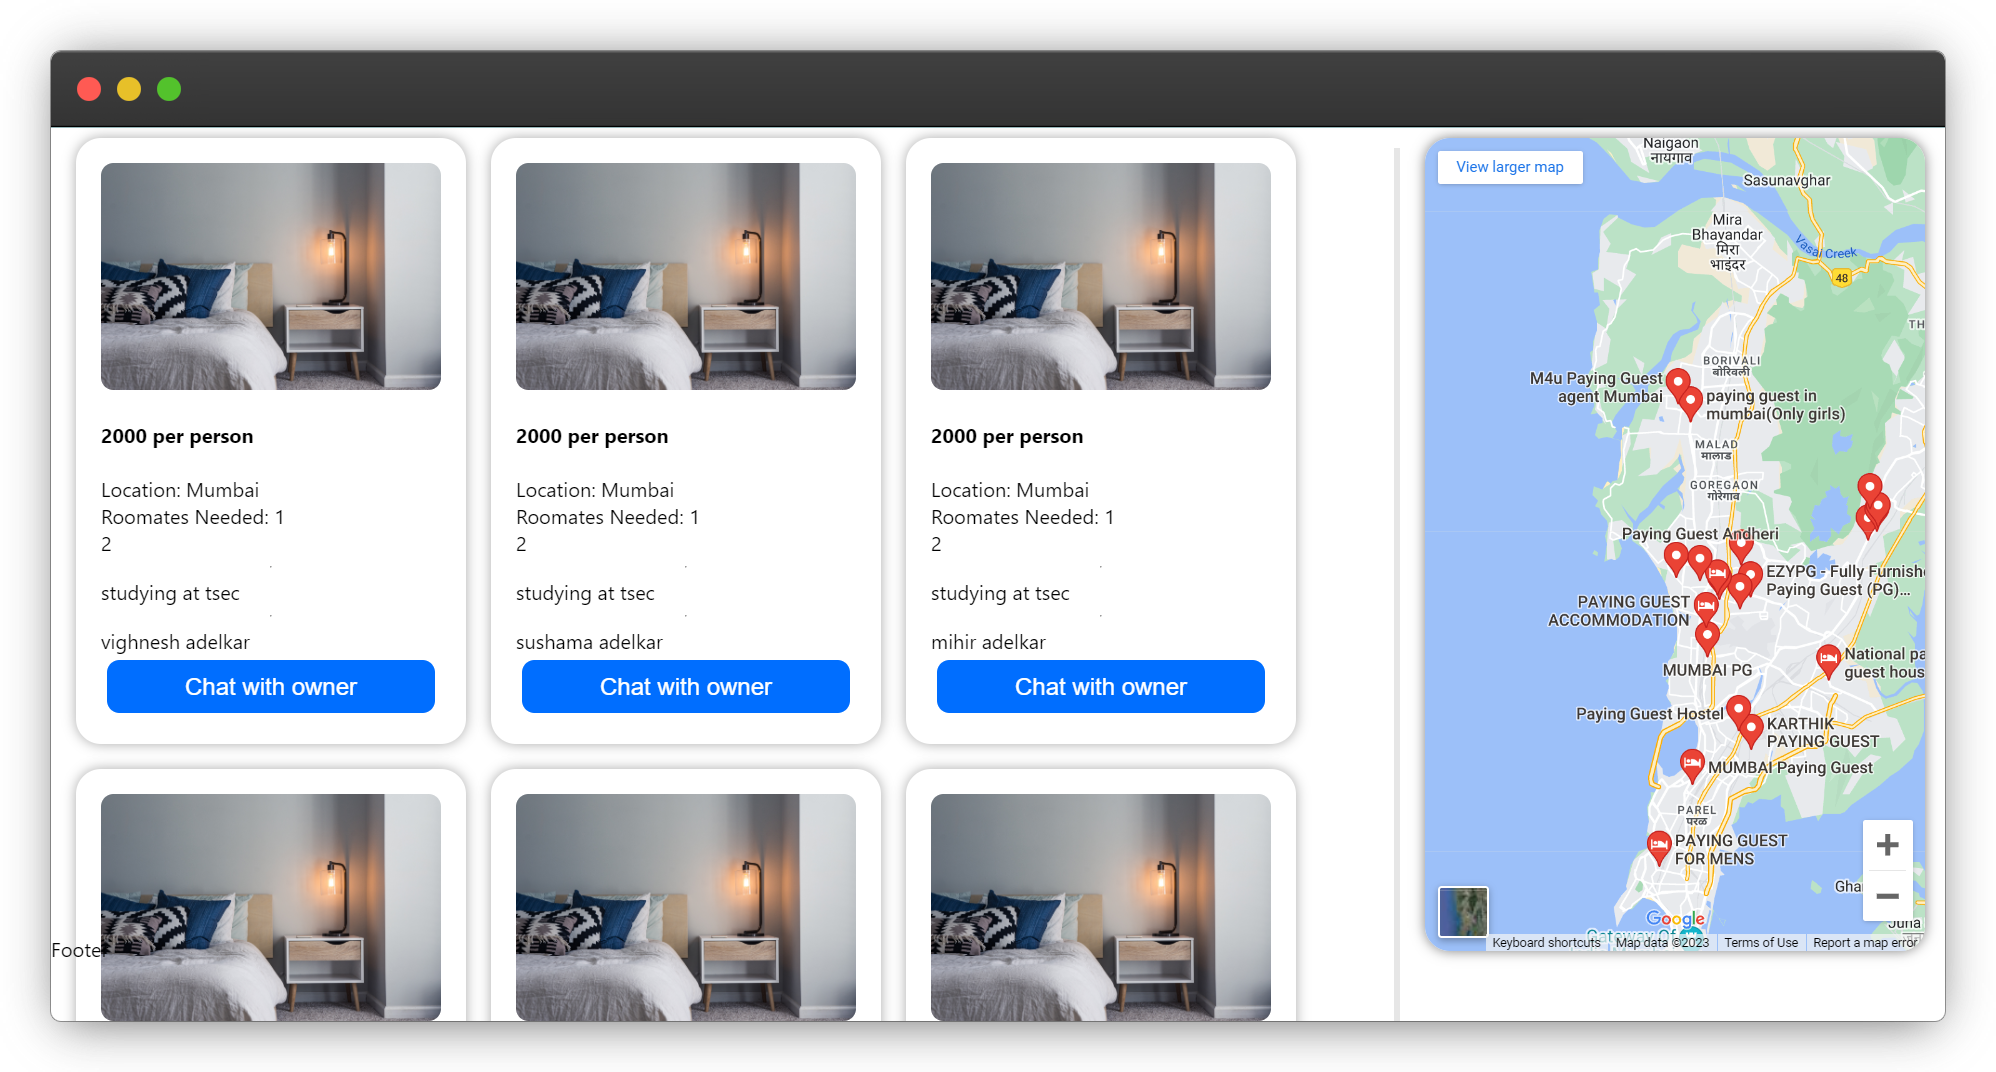 2000 per person
Location: Mumbai
Roomates Needed: 1
2
studying at tsec
vighnesh adelkar
Chat with owner
2000 per person
Location: Mumbai
Roomates Needed: 1
2
studying at tsec
sushama adelkar
Chat with owner
2000 per person
Location: Mumbai
Roomates Needed: 1
2
studying at tsec
mihir adelkar
Chat with owner
Footer
View larger map
Naigaon
नायगाव
Sasunavghar
Mira
Bhavandar
मिरा
भाइंदर
Vasai Creek
48
TH
BORIVALI
बोरिवली
M4u Paying Guest
agent Mumbai
paying guest in
mumbai(Only girls)
MALAD
मालाड
GOREGAON
गोरेगाव
Paying Guest Andheri
EZYPG - Fully Furnishe
Paying Guest (PG)...
PAYING GUEST
ACCOMMODATION
MUMBAI PG
National pa
guest hous
Paying Guest Hostel
KARTHIK
PAYING GUEST
MUMBAI Paying Guest
PAREL
परळ
PAYING GUEST
FOR MENS
Ghar
Juna
Google
Gateway Of
Keyboard shortcuts
Map data ©2023
Terms of Use
Report a map error